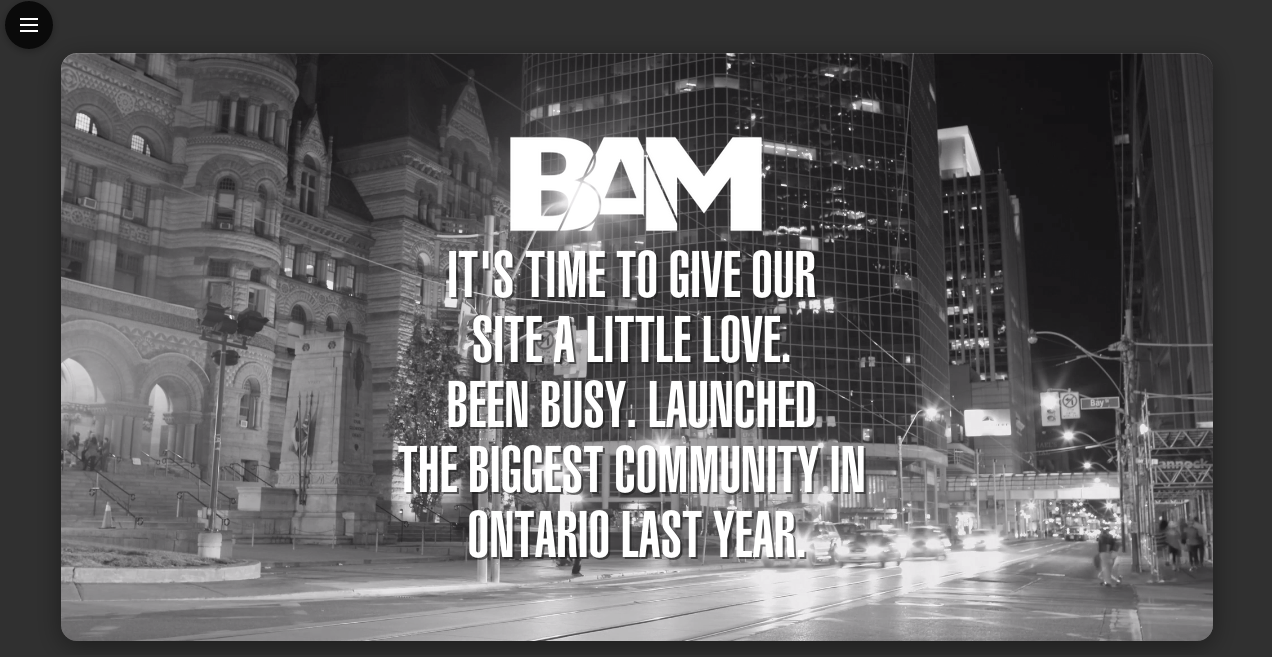 BAM
IT'S TIME TO GIVE OUR
SITE A LITTLE LOVE.
BEEN BUSY. LAUNCHED
THE BIGGEST COMMUNITY IN
ONTARIO LAST YEAR.
Bay